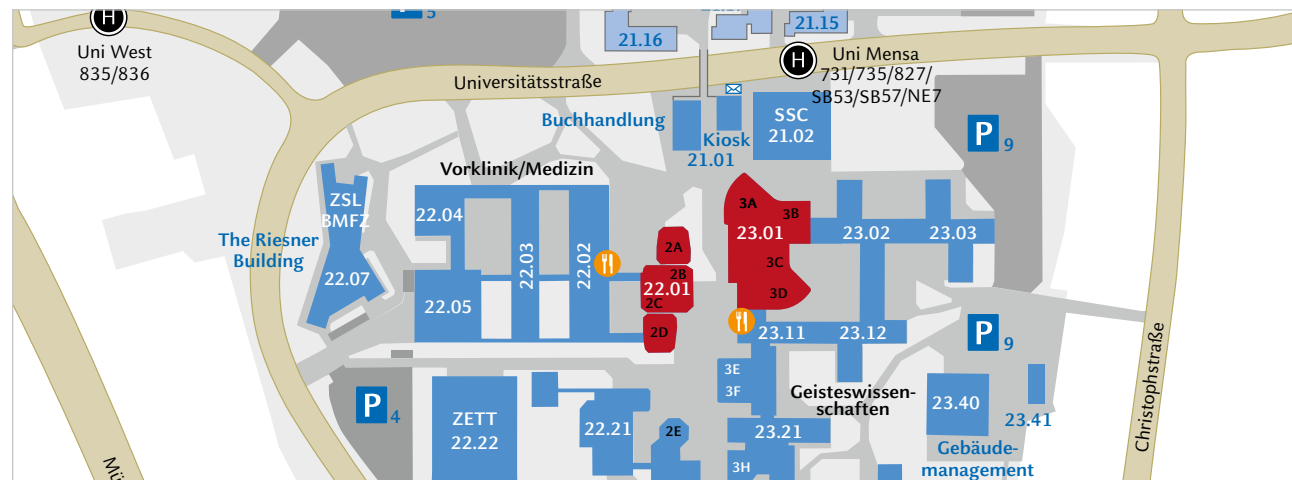 P 5
H
Uni West
835/836
21.16
21.15
H
Uni Mensa
731/735/827/
SB53/SB57/NE7
Universitätsstraße
Buchhandlung
Kiosk
21.01
SSC
21.02
P 9
Vorklinik/Medizin
ZSL
BMFZ
The Riesner
Building
22.07
22.04
22.03
22.02
22.05
2A
2B
22.01
2C
2D
3A
3B
23.01
3C
3D
23.02
23.03
23.11
23.12
P 9
3E
3F
Geisteswissen-
schaften
23.40
23.41
Christophstraße
P 4
ZETT
22.22
22.21
2E
23.21
3H
Gebäude-
management